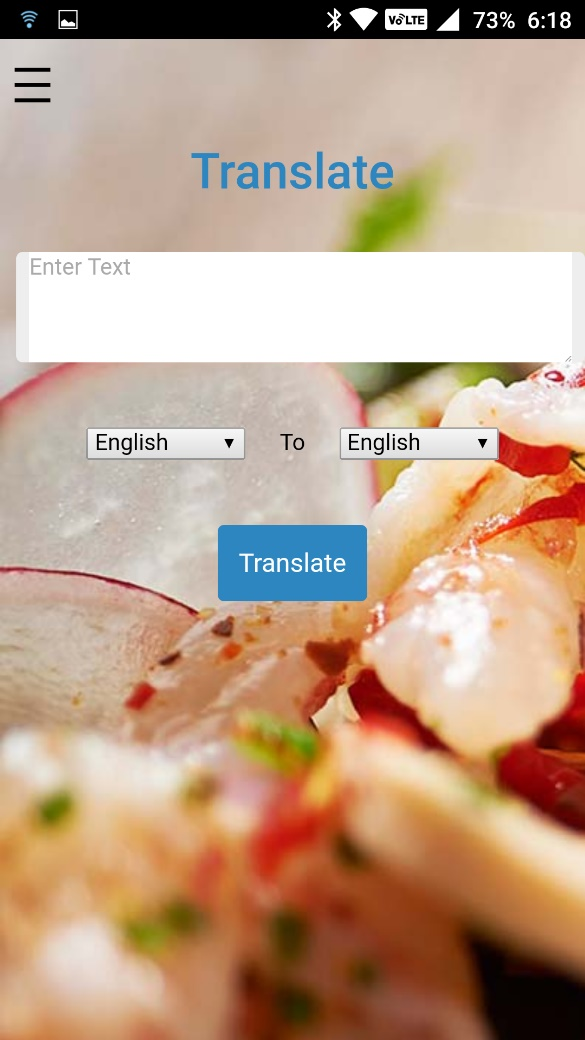 VoLTE 73% 6:18
Translate
Enter Text
English To English
Translate